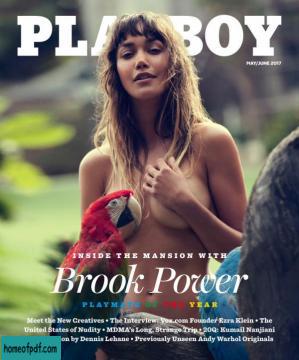 PLAYBOY
MAY/JUNE 2017
INSIDE THE MANSION WITH
Brook Power
PLAYMATE OF THE YEAR
Meet the New Creatives • The Interview: Vox.com Founder Ezra Klein • The
United States of Nudity • MDMA's Long, Strange Trip • 20Q: Kumail Nanjiani
ion by Dennis Lehane • Previously Unseen Andy Warhol Originals
homeofpdf.com